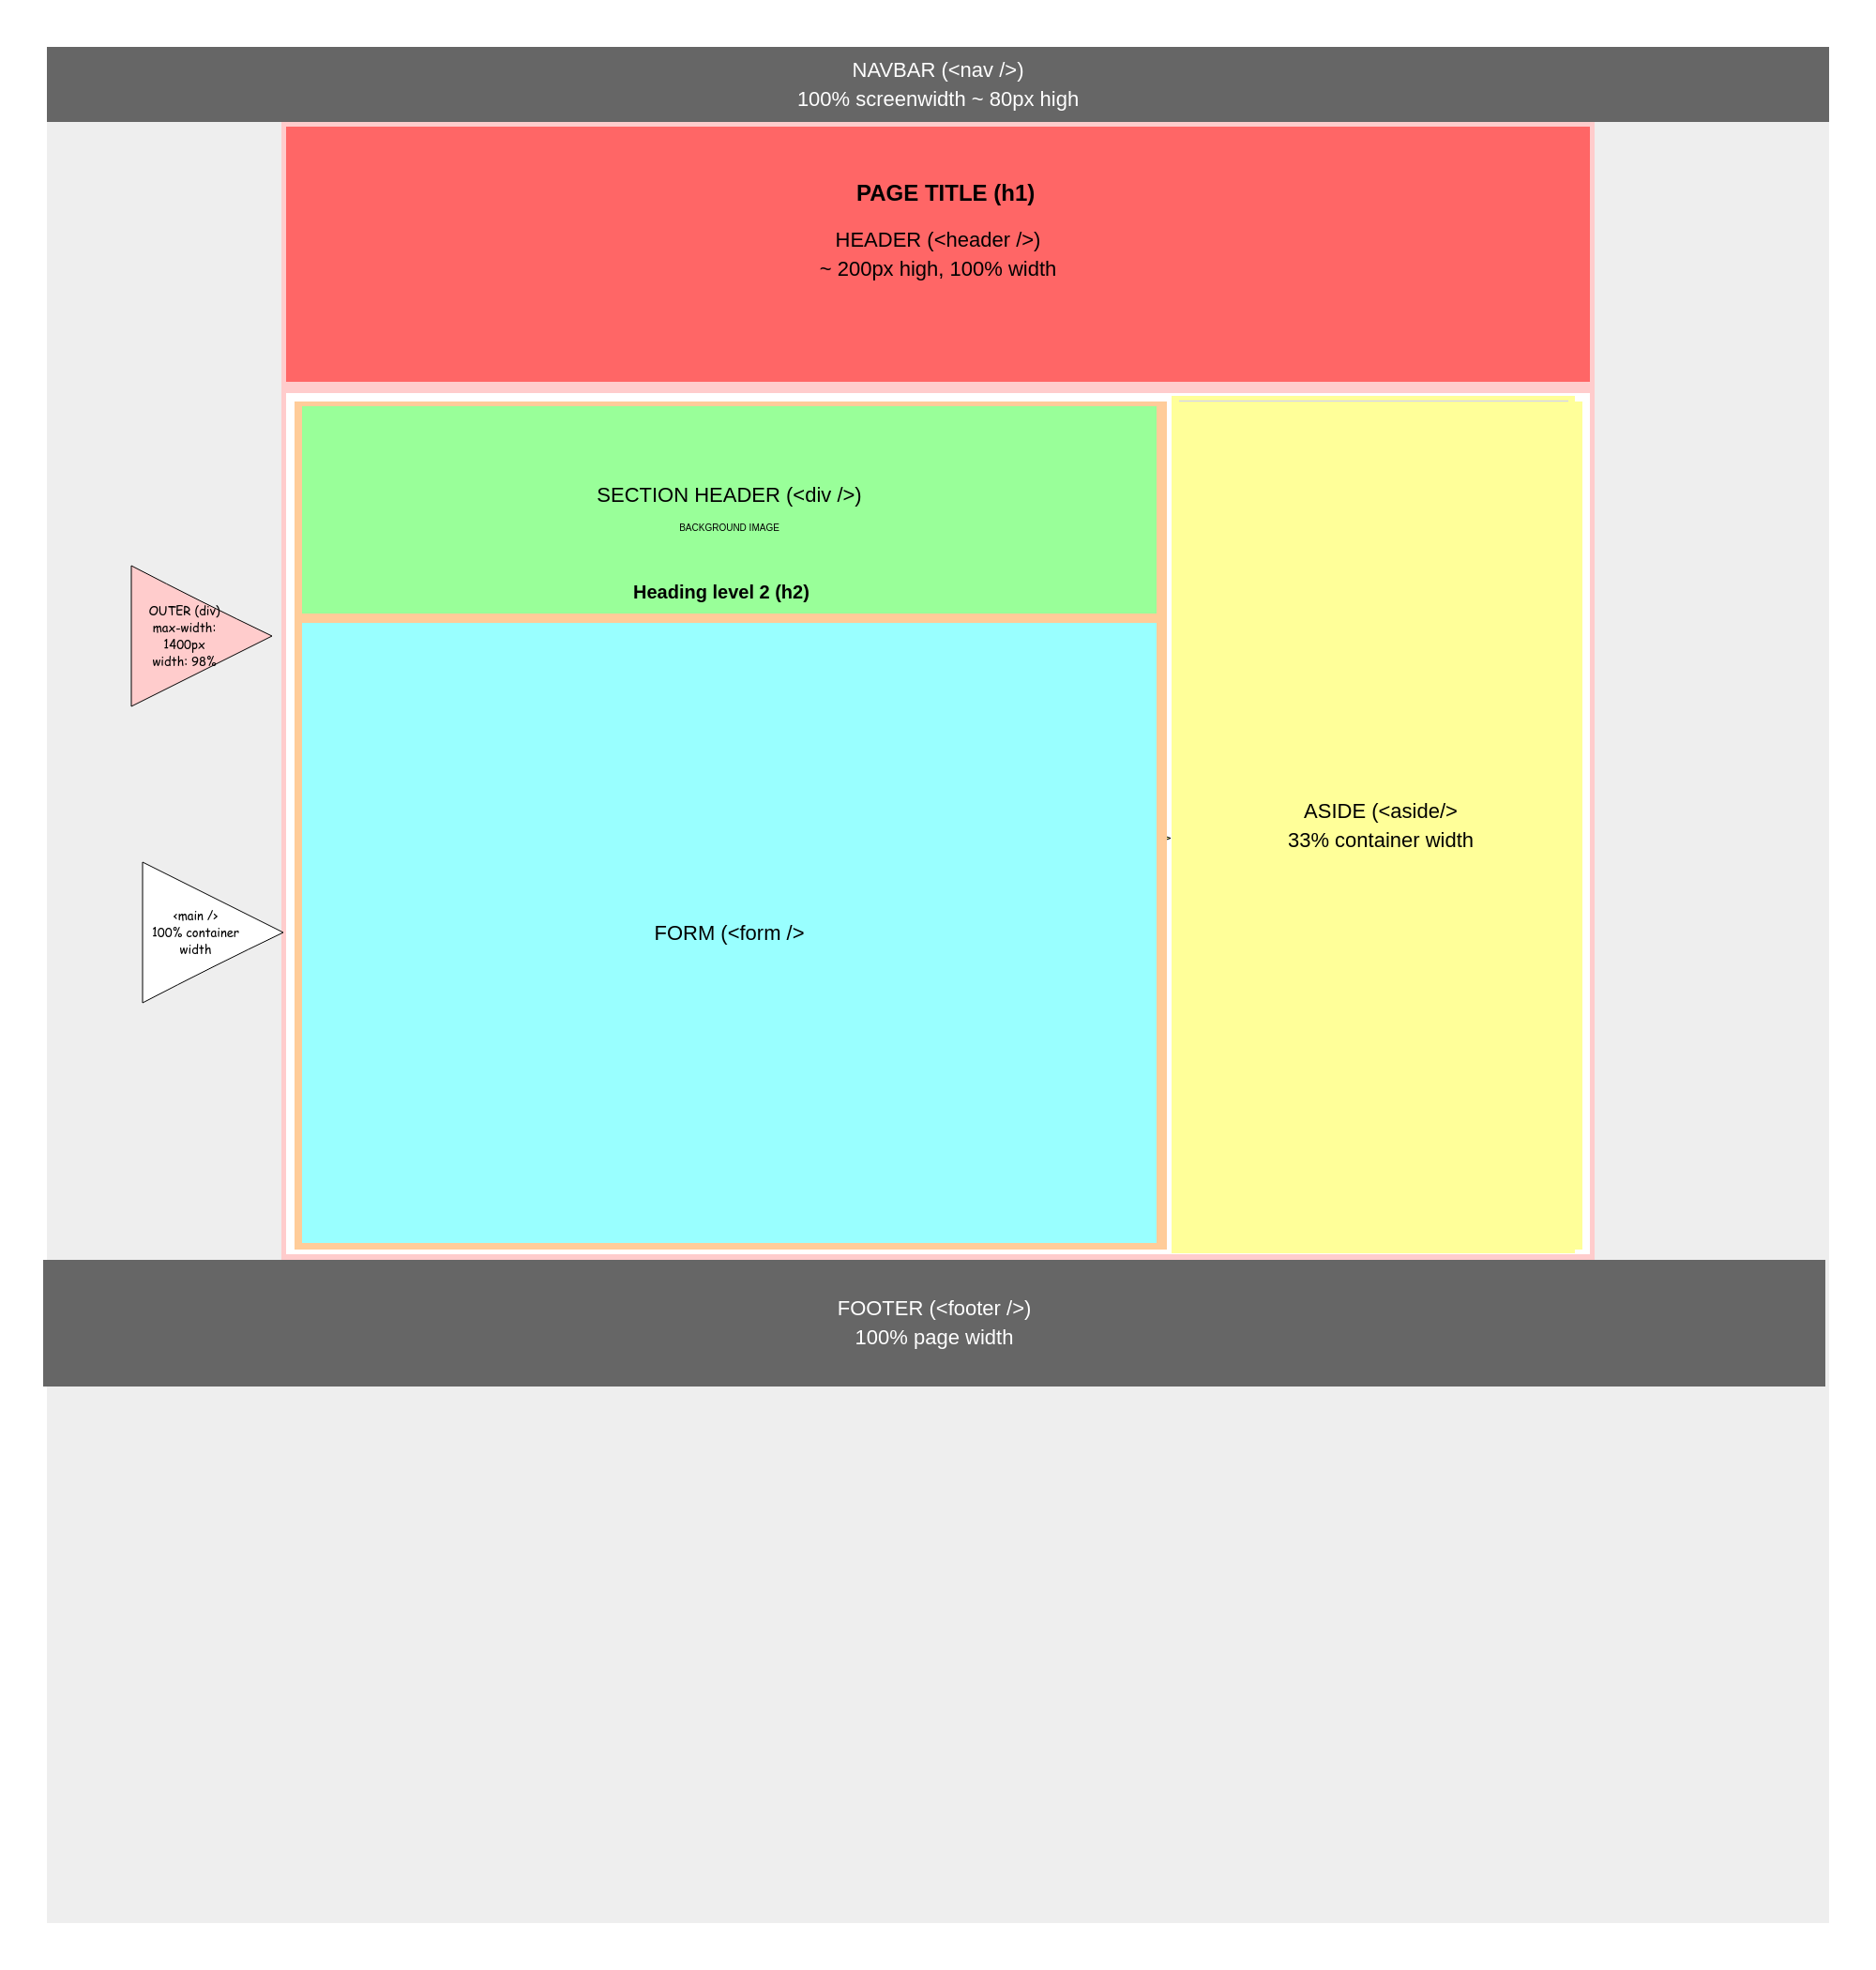 NAVBAR (<nav />)
100% screenwidth ~ 80px high
PAGE TITLE (h1)
HEADER (<header />)
~ 200px high, 100% width
SECTION HEADER (<div />)
BACKGROUND IMAGE
Heading level 2 (h2)
OUTER (div)
max-width:
1400px
width: 98%
ASIDE (<aside/>
33% container width
>
<main />
100% container
width
FORM (<form />
FOOTER (<footer />)
100% page width